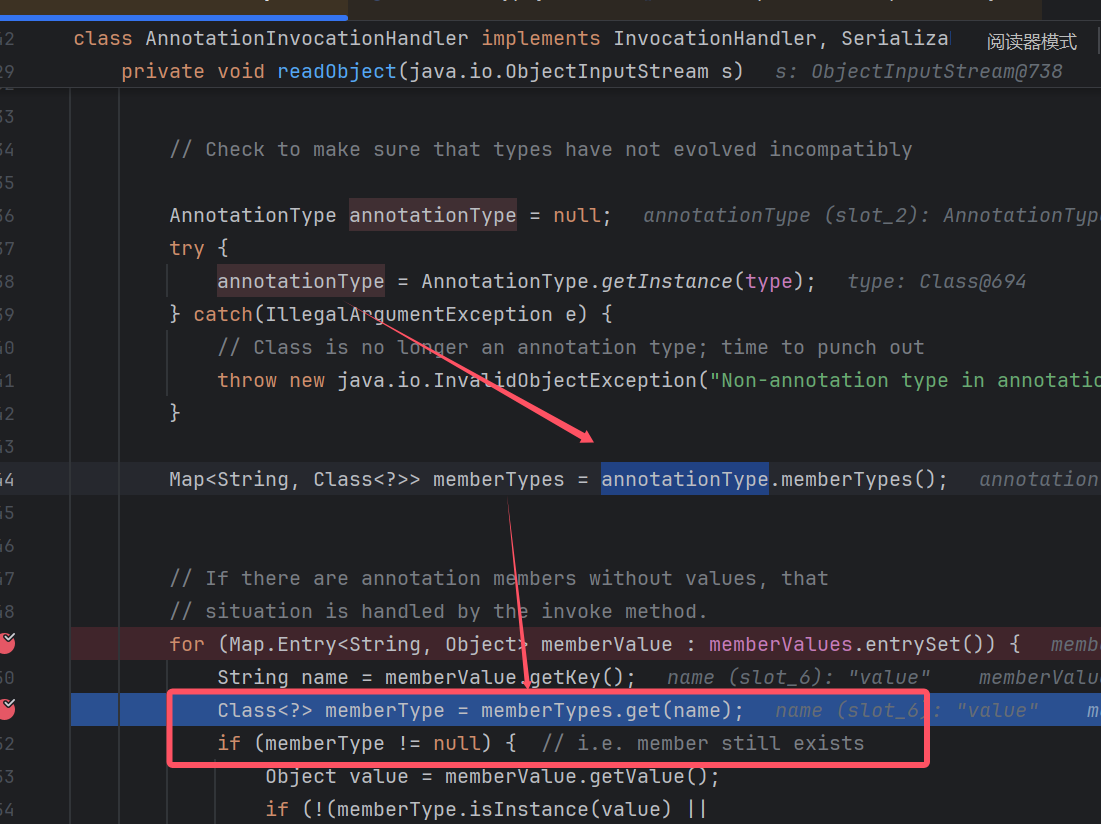 42 class AnnotationInvocationHandler implements InvocationHandler, Serializa 阅读器模式
29 private void readObject(java.io.ObjectInputStream s) s: ObjectInputStream@738
33
34 // Check to make sure that types have not evolved incompatibly
35
36 AnnotationType annotationType = null; annotationType (slot_2): AnnotationType
37 try {
38 annotationType = AnnotationType.getInstance(type); type: Class@694
39 } catch(IllegalArgumentException e) {
40 // Class is no longer an annotation type; time to punch out
41 throw new java.io.InvalidObjectException("Non-annotation type in annotatio
42 }
43
44 Map<String, Class<?>> memberTypes = annotationType.memberTypes(); annotation
45
46
47 // If there are annotation members without values, that
48 // situation is handled by the invoke method.
for (Map.Entry<String, Object> memberValue : memberValues.entrySet()) { memb
50 String name = memberValue.getKey(); name (slot_6): "value" memberValu
Class<?> memberType = memberTypes.get(name); name (slot_6): "value" m
52 if (memberType != null) { // i.e. member still exists
53 Object value = memberValue.getValue();
54 if (!(memberType.isInstance(value) ||